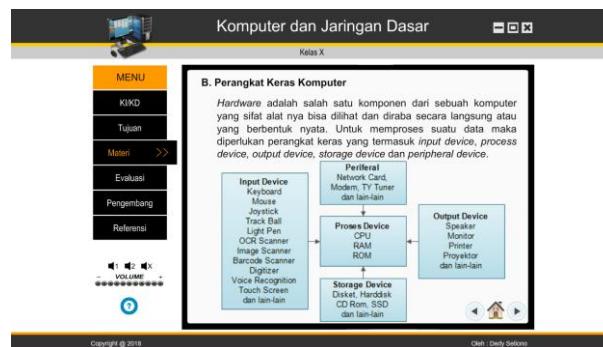 Komputer dan Jaringan Dasar
Kelas X
MENU
KI/KD
Tujuan
Materi >>
Evaluasi
Pengembang
Referensi
1 2 X
- VOLUME +
?
B. Perangkat Keras Komputer
Hardware adalah salah satu komponen dari sebuah komputer
yang sifat alat nya bisa dilihat dan diraba secara langsung atau
yang berbentuk nyata. Untuk memproses suatu data maka
diperlukan perangkat keras yang termasuk input device, process
device, output device, storage device dan peripheral device.
Input Device
Keyboard
Mouse
Joystick
Track Ball
Light Pen
OCR Scanner
Image Scanner
Barcode Scanner
Digitizer
Voice Recognition
Touch Screen
dan lain-lain
Periferal
Network Card,
Modem, TY Tuner
dan lain-lain
Proses Device
CPU
RAM
ROM
Storage Device
Disket, Harddisk
CD Rom, SSD
dan lain-lain
Output Device
Speaker
Monitor
Printer
Proyektor
dan lain-lain
Copyright @ 2018
Oleh : Dedy Setiono